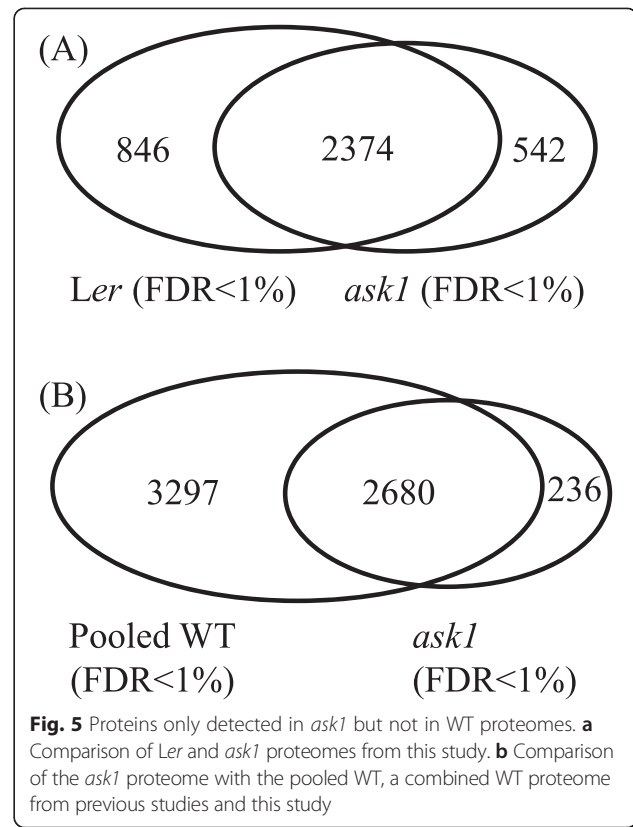 (A)
846 2374 542
Ler (FDR<1%) ask1 (FDR<1%)
(B)
3297 2680 236
Pooled WT ask1
(FDR<1%) (FDR<1%)
Fig. 5 Proteins only detected in ask1 but not in WT proteomes. a
Comparison of Ler and ask1 proteomes from this study. b Comparison
of the ask1 proteome with the pooled WT, a combined WT proteome
from previous studies and this study